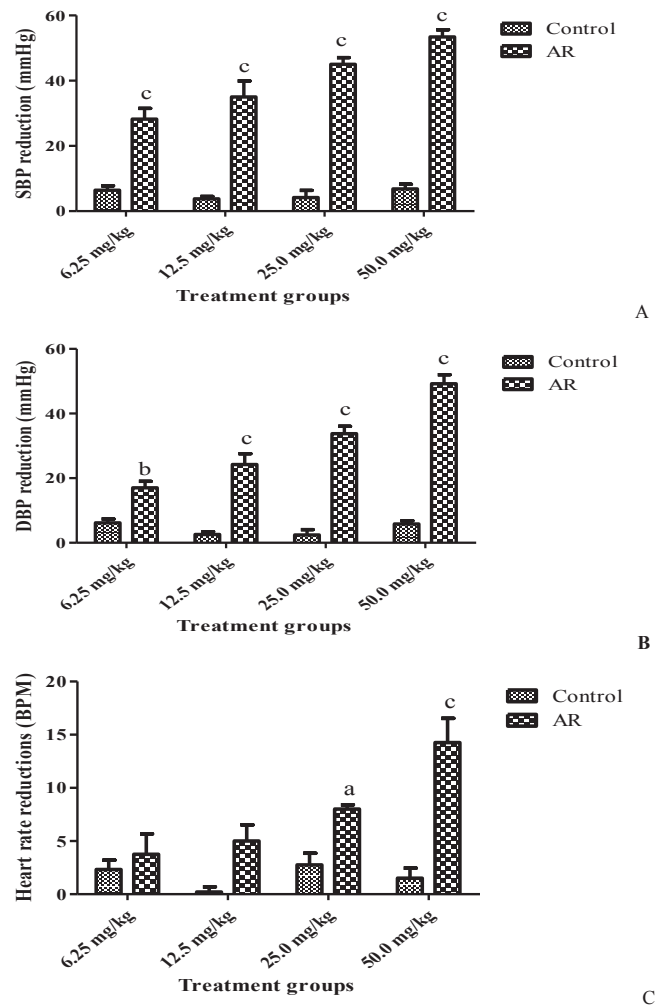 60
40
20
0
SBP reduction (mmHg)
c
c
c
c
Control
AR
6.25 mg/kg
12.5 mg/kg
25.0 mg/kg
50.0 mg/kg
Treatment groups
A
60
40
20
0
DBP reduction (mmHg)
b
c
c
c
Control
AR
6.25 mg/kg
12.5 mg/kg
25.0 mg/kg
50.0 mg/kg
Treatment groups
B
20
15
10
5
0
Heart rate reductions (BPM)
a
c
Control
AR
6.25 mg/kg
12.5 mg/kg
25.0 mg/kg
50.0 mg/kg
Treatment groups
C